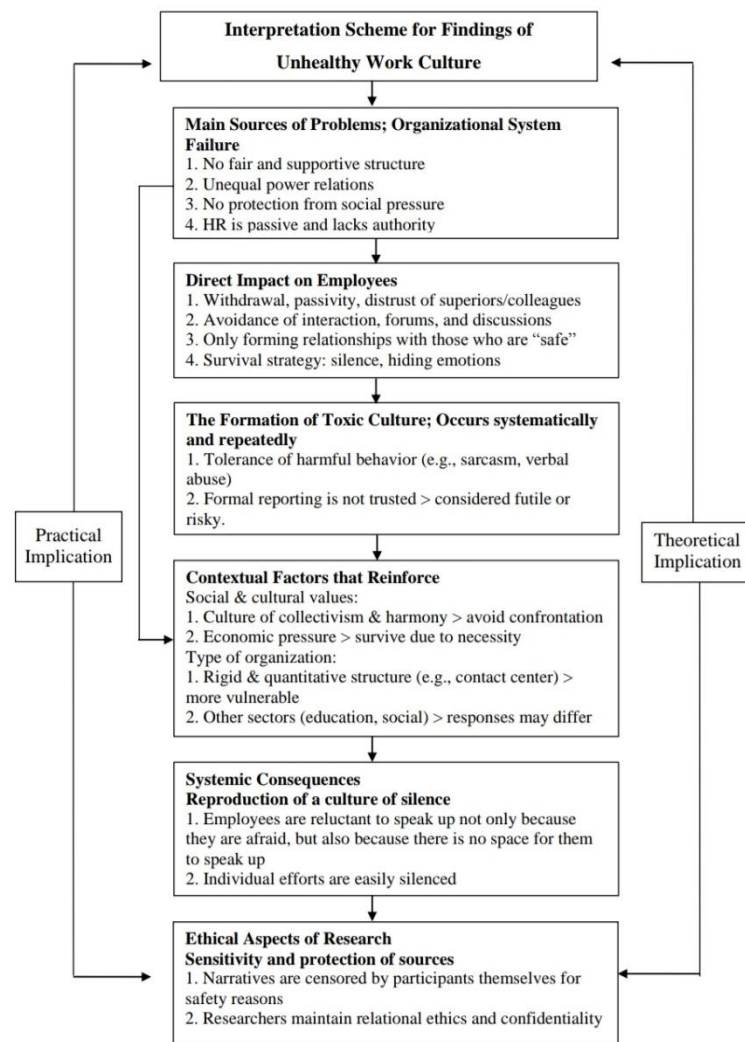 Interpretation Scheme for Findings of
Unhealthy Work Culture
Main Sources of Problems; Organizational System
Failure
1. No fair and supportive structure
2. Unequal power relations
3. No protection from social pressure
4. HR is passive and lacks authority
Direct Impact on Employees
1. Withdrawal, passivity, distrust of superiors/colleagues
2. Avoidance of interaction, forums, and discussions
3. Only forming relationships with those who are “safe”
4. Survival strategy: silence, hiding emotions
The Formation of Toxic Culture; Occurs systematically
and repeatedly
1. Tolerance of harmful behavior (e.g., sarcasm, verbal
abuse)
2. Formal reporting is not trusted > considered futile or
risky.
Practical
Implication
Theoretical
Implication
Contextual Factors that Reinforce
Social & cultural values:
1. Culture of collectivism & harmony > avoid confrontation
2. Economic pressure > survive due to necessity
Type of organization:
1. Rigid & quantitative structure (e.g., contact center) >
more vulnerable
2. Other sectors (education, social) > responses may differ
Systemic Consequences
Reproduction of a culture of silence
1. Employees are reluctant to speak up not only because
they are afraid, but also because there is no space for them
to speak up
2. Individual efforts are easily silenced
Ethical Aspects of Research
Sensitivity and protection of sources
1. Narratives are censored by participants themselves for
safety reasons
2. Researchers maintain relational ethics and confidentiality